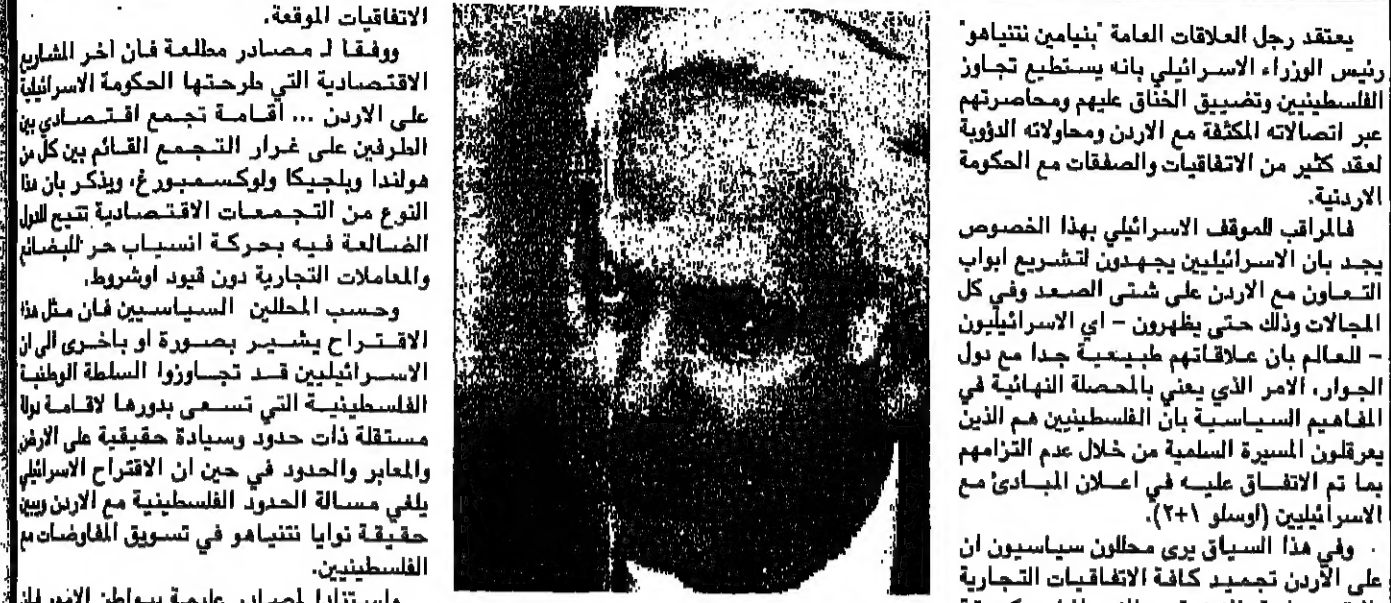 يعتقد رجل العلاقات العامة "بنيامين نتنياهو"
رئيس الوزراء الاسرائيلي بانه يستطيع تجاوز
الفلسطينيين وتضييق الخناق عليهم ومحاصرتهم
عبر اتصالاته المكثفة مع الاردن ومحاولاته الدؤوبة
لعقد كثير من الاتفاقيات والصفقات مع الحكومة
الاردنية.
فالمراقب للموقف الاسرائيلي بهذا الخصوص
يجد بان الاسرائيليين يجهدون لتشريع ابواب
التعاون مع الاردن على شتى الصعد وفي كل
المجالات وذلك حتى يظهرون - اي الاسرائيليون
- للعالم بان علاقاتهم طبيعية جدا مع دول
الجوار، الامر الذي يعني بالمحصلة النهائية في
المفاهيم السياسية بان الفلسطينيين هم الذين
يعرقلون المسيرة السلمية من خلال عدم التزامهم
بما تم الاتفاق عليه في اعلان المبادئ مع
الاسرائيليين (اوسلو ١+٢).
وفي هذا السياق يرى محللون سياسيون ان
على الأردن تجميد كافة الاتفاقيات التجارية
الاتفاقيات الموقعة.
ووفقا لـ مصادر مطلعة فان اخر المشاريع
الاقتصادية التي طرحتها الحكومة الاسرائيلية
على الاردن ... اقامة تجمع اقتصادي بين
الطرفين على غرار التجمع القائم بين كل من
هولندا وبلجيكا ولوكسمبورغ، ويذكر بان هذا
النوع من التجمعات الاقتصادية تتيع للدول
الضالعة فيه بحركة انسياب حر للبضائع
والمعاملات التجارية دون قيود اوشروط.
وحسب المحللين السياسيين فان مثل هذا
الاقتراح يشير بصورة او باخرى الى ان
الاسرائيليين قد تجاوزوا السلطة الوطنية
الفلسطينية التي تسعى بدورها لاقامة دولة
مستقلة ذات حدود وسيادة حقيقية على الارض
والمعابر والحدود في حين ان الاقتراح الاسرائيلي
يلغي مسالة الحدود الفلسطينية مع الاردن ويبين
حقيقة نوايا نتنياهو في تسويق المفاوضات مع
الفلسطينيين.
واستنادا لمصادر عليمة ببواطن الامور فان